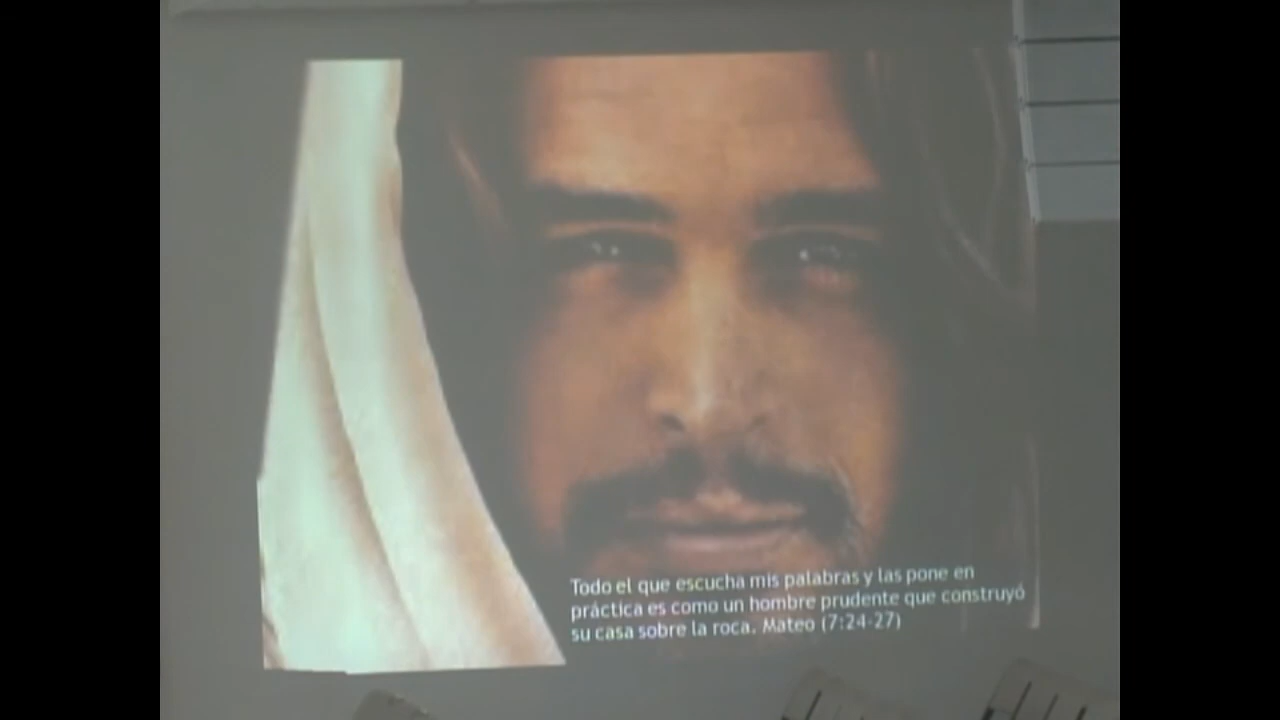 Todo el que escucha mis palabras y las pone en
práctica es como un hombre prudente que construyó
su casa sobre la roca. Mateo (7:24-27)